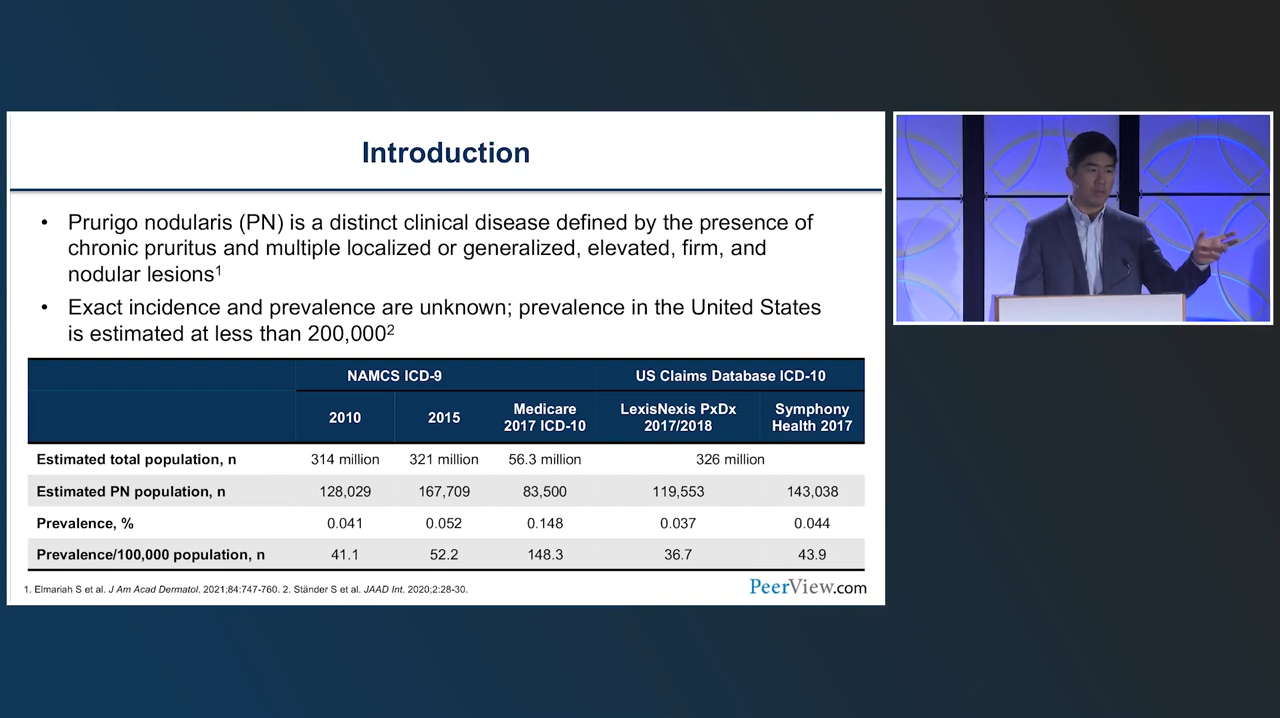 Introduction
• Prurigo nodularis (PN) is a distinct clinical disease defined by the presence of
chronic pruritus and multiple localized or generalized, elevated, firm, and
nodular lesions1
• Exact incidence and prevalence are unknown; prevalence in the United States
is estimated at less than 200,0002
NAMCS ICD-9 US Claims Database ICD-10
2010 2015 Medicare 2017 ICD-10 LexisNexis PxDx 2017/2018 Symphony Health 2017
Estimated total population, n 314 million 321 million 56.3 million 326 million
Estimated PN population, n 128,029 167,709 83,500 119,553 143,038
Prevalence, % 0.041 0.052 0.148 0.037 0.044
Prevalence/100,000 population, n 41.1 52.2 148.3 36.7 43.9
1. Elmariah S et al. J Am Acad Dermatol. 2021;84:747-760. 2. Ständer S et al. JAAD Int. 2020;2:28-30.
PeerView.com